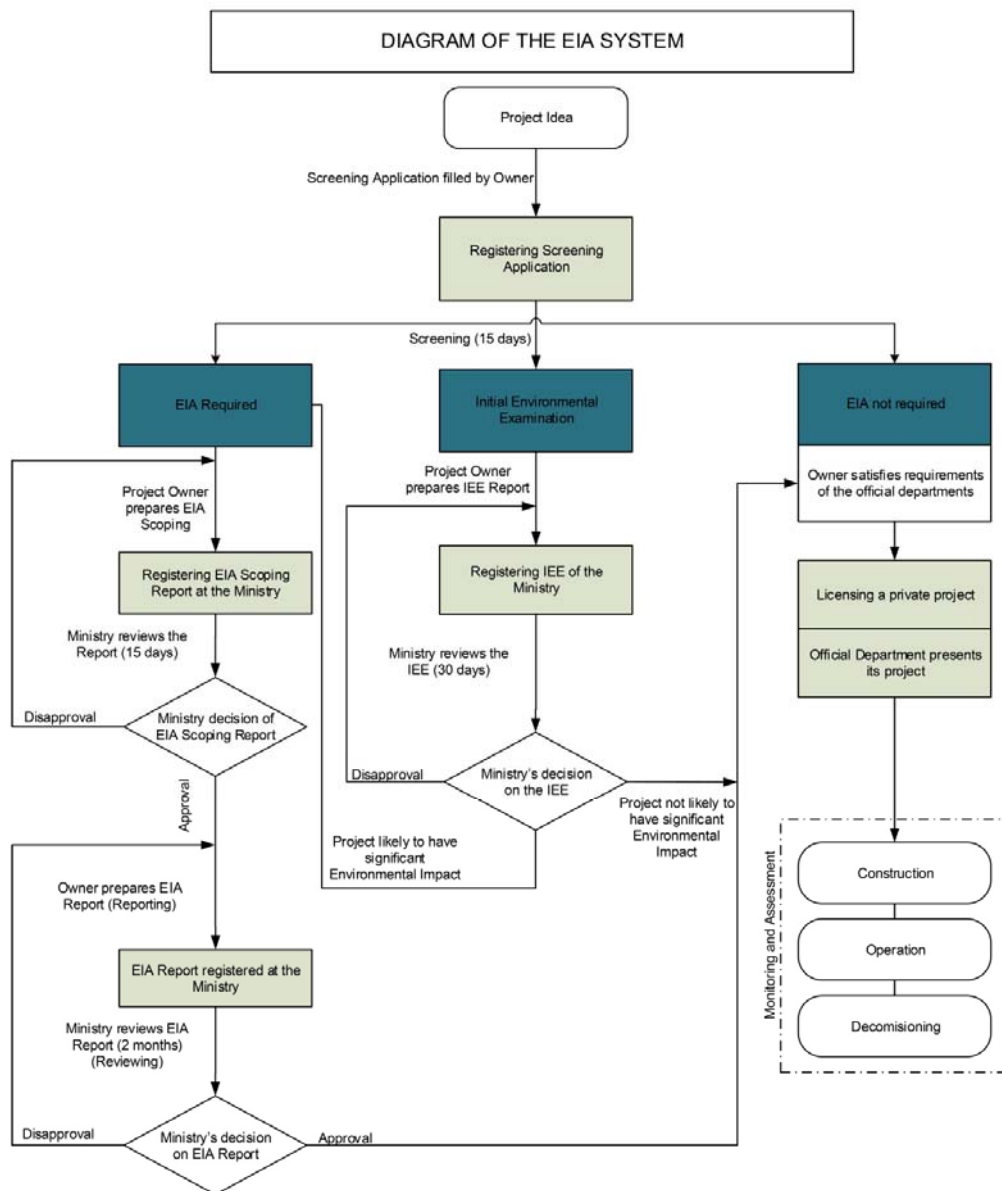 DIAGRAM OF THE EIA SYSTEM
Project Idea
Screening Application filled by Owner
Registering Screening
Application
Screening (15 days)
EIA Required
Initial Environmental
Examination
EIA not required
Owner satisfies requirements
of the official departments
Project Owner
prepares EIA
Scoping
Project Owner
prepares IEE Report
Registering EIA Scoping
Report at the Ministry
Registering IEE of the
Ministry
Licensing a private project
Official Department presents
its project
Ministry reviews the
Report (15 days)
Ministry reviews the
IEE (30 days)
Disapproval
Ministry decision of
EIA Scoping Report
Disapproval
Ministry's decision
on the IEE
Project not likely to
have significant
Environmental
Impact
Approval
Project likely to have
significant
Environmental Impact
Owner prepares EIA
Report (Reporting)
EIA Report registered at the
Ministry
Ministry reviews EIA
Report (2 months)
(Reviewing)
Disapproval
Ministry's decision
on EIA Report
Approval
Monitoring and Assessment
Construction
Operation
Decomisioning